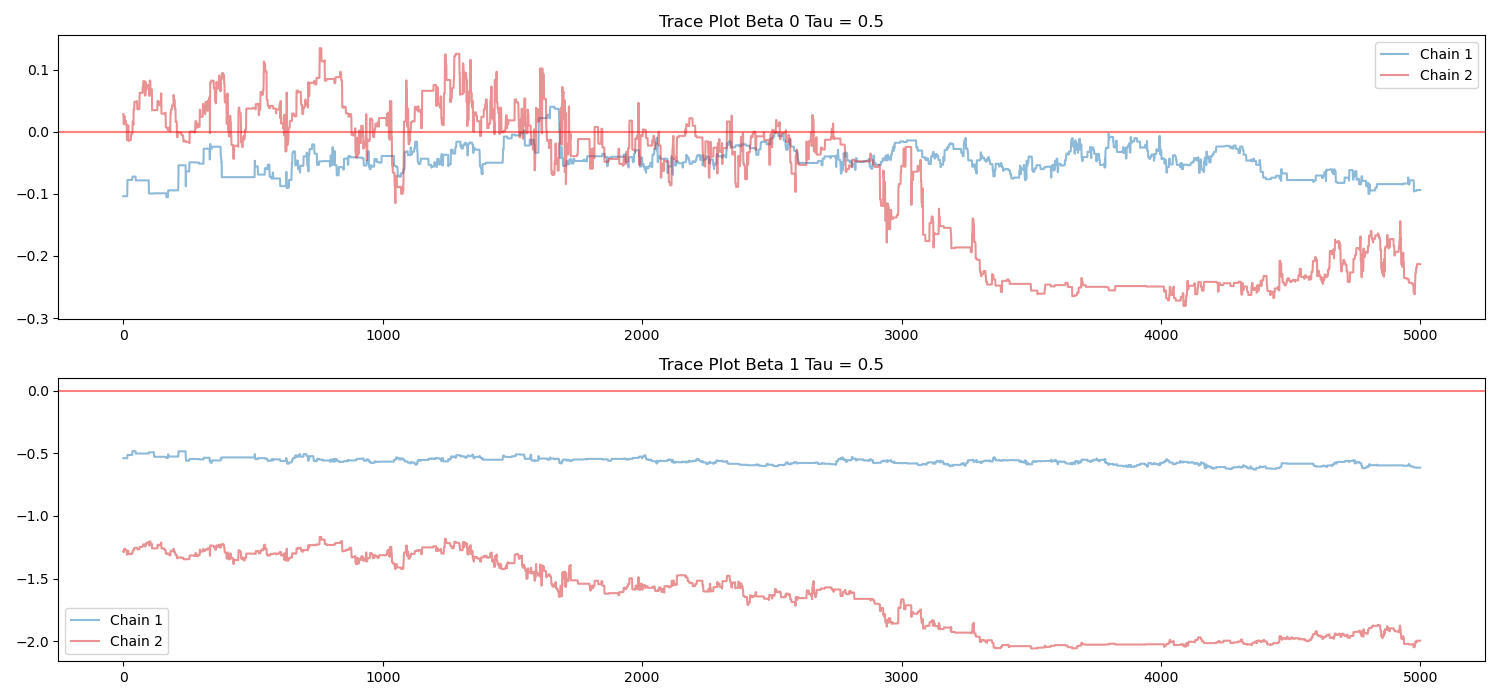 Trace Plot Beta 0 Tau = 0.5
0.1
0.0
−0.1
−0.2
−0.3
Chain 1
Chain 2
0 1000 2000 3000 4000 5000
Trace Plot Beta 1 Tau = 0.5
0.0
−0.5
−1.0
−1.5
−2.0
Chain 1
Chain 2
0 1000 2000 3000 4000 5000